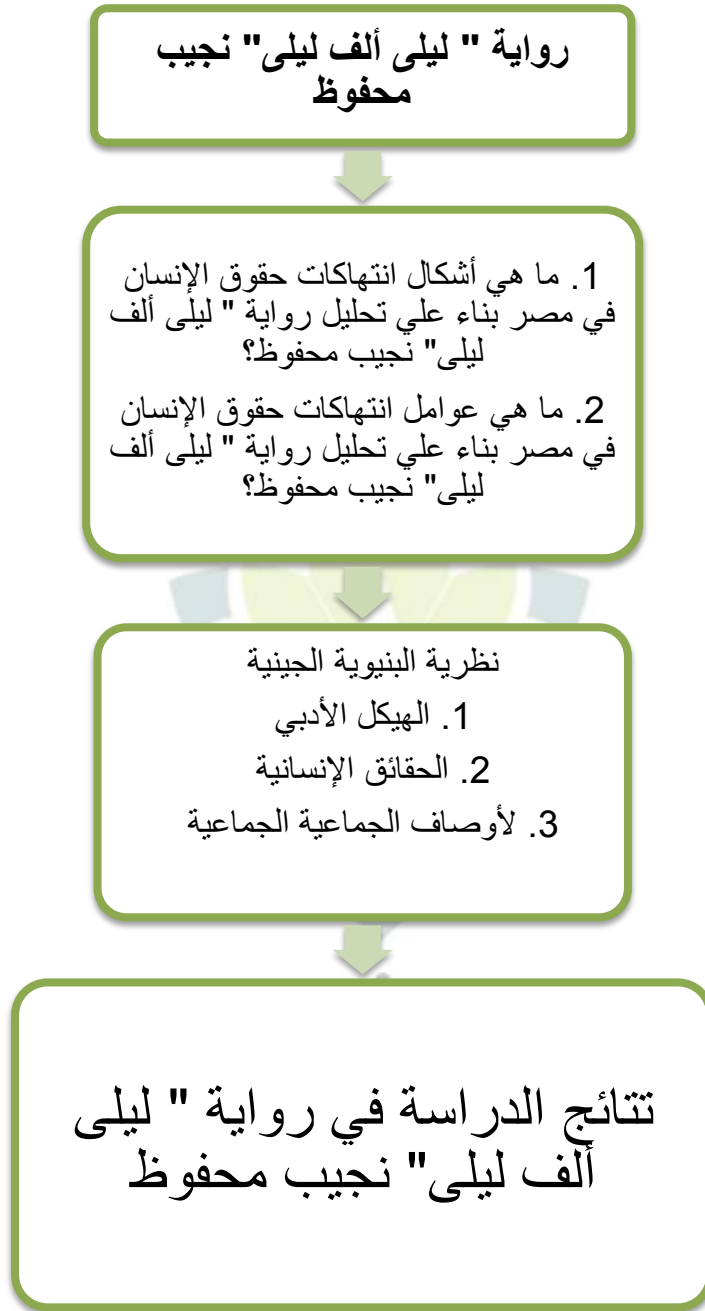 رواية " ليلى ألف ليلى" نجيب
محفوظ
1. ما هي أشكال انتهاكات حقوق الإنسان
في مصر بناء علي تحليل رواية " ليلى ألف
ليلى" نجيب محفوظ؟
2. ما هي عوامل انتهاكات حقوق الإنسان
في مصر بناء علي تحليل رواية " ليلى ألف
ليلى" نجيب محفوظ؟
نظرية البنيوية الجينية
1. الهيكل الأدبي
2. الحقائق الإنسانية
3. لأوصاف الجماعية الجماعية
نتائج الدراسة في رواية " ليلى
ألف ليلى" نجيب محفوظ